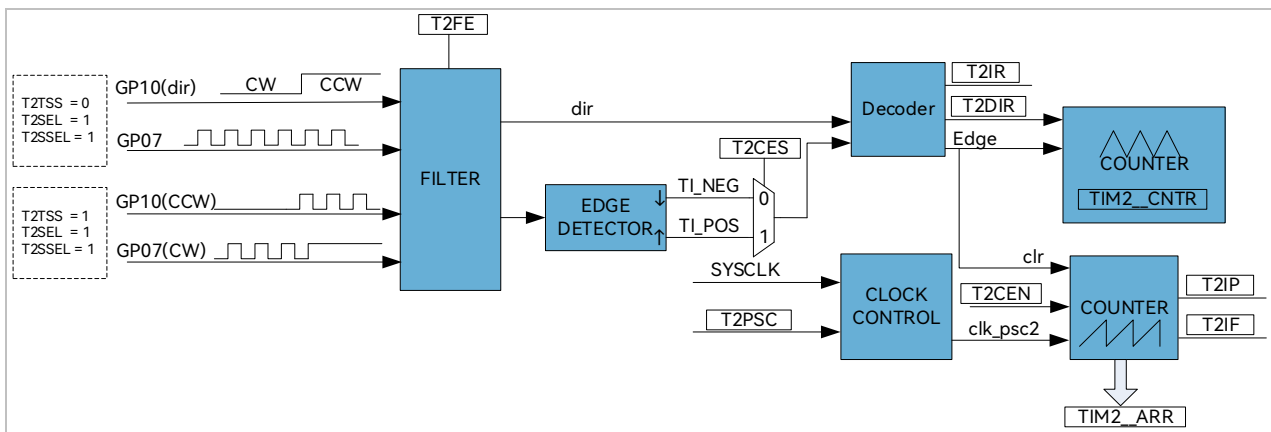 T2FE
GP10(dir)
CW
CCW
T2TSS = 0
T2SEL = 1
T2SSEL = 1
GP07
T2TSS = 1
T2SEL = 1
T2SSEL = 1
GP10(CCW)
GP07(CW)
FILTER
dir
EDGE
DETECTOR
↓
↑
TI_NEG
TI_POS
T2CES
0
1
Decoder
T2IR
T2DIR
Edge
COUNTER
TIM2__CNTR
SYSCLK
T2PSC
CLOCK
CONTROL
clr
T2CEN
clk_psc2
COUNTER
T2IP
T2IF
TIM2__ARR